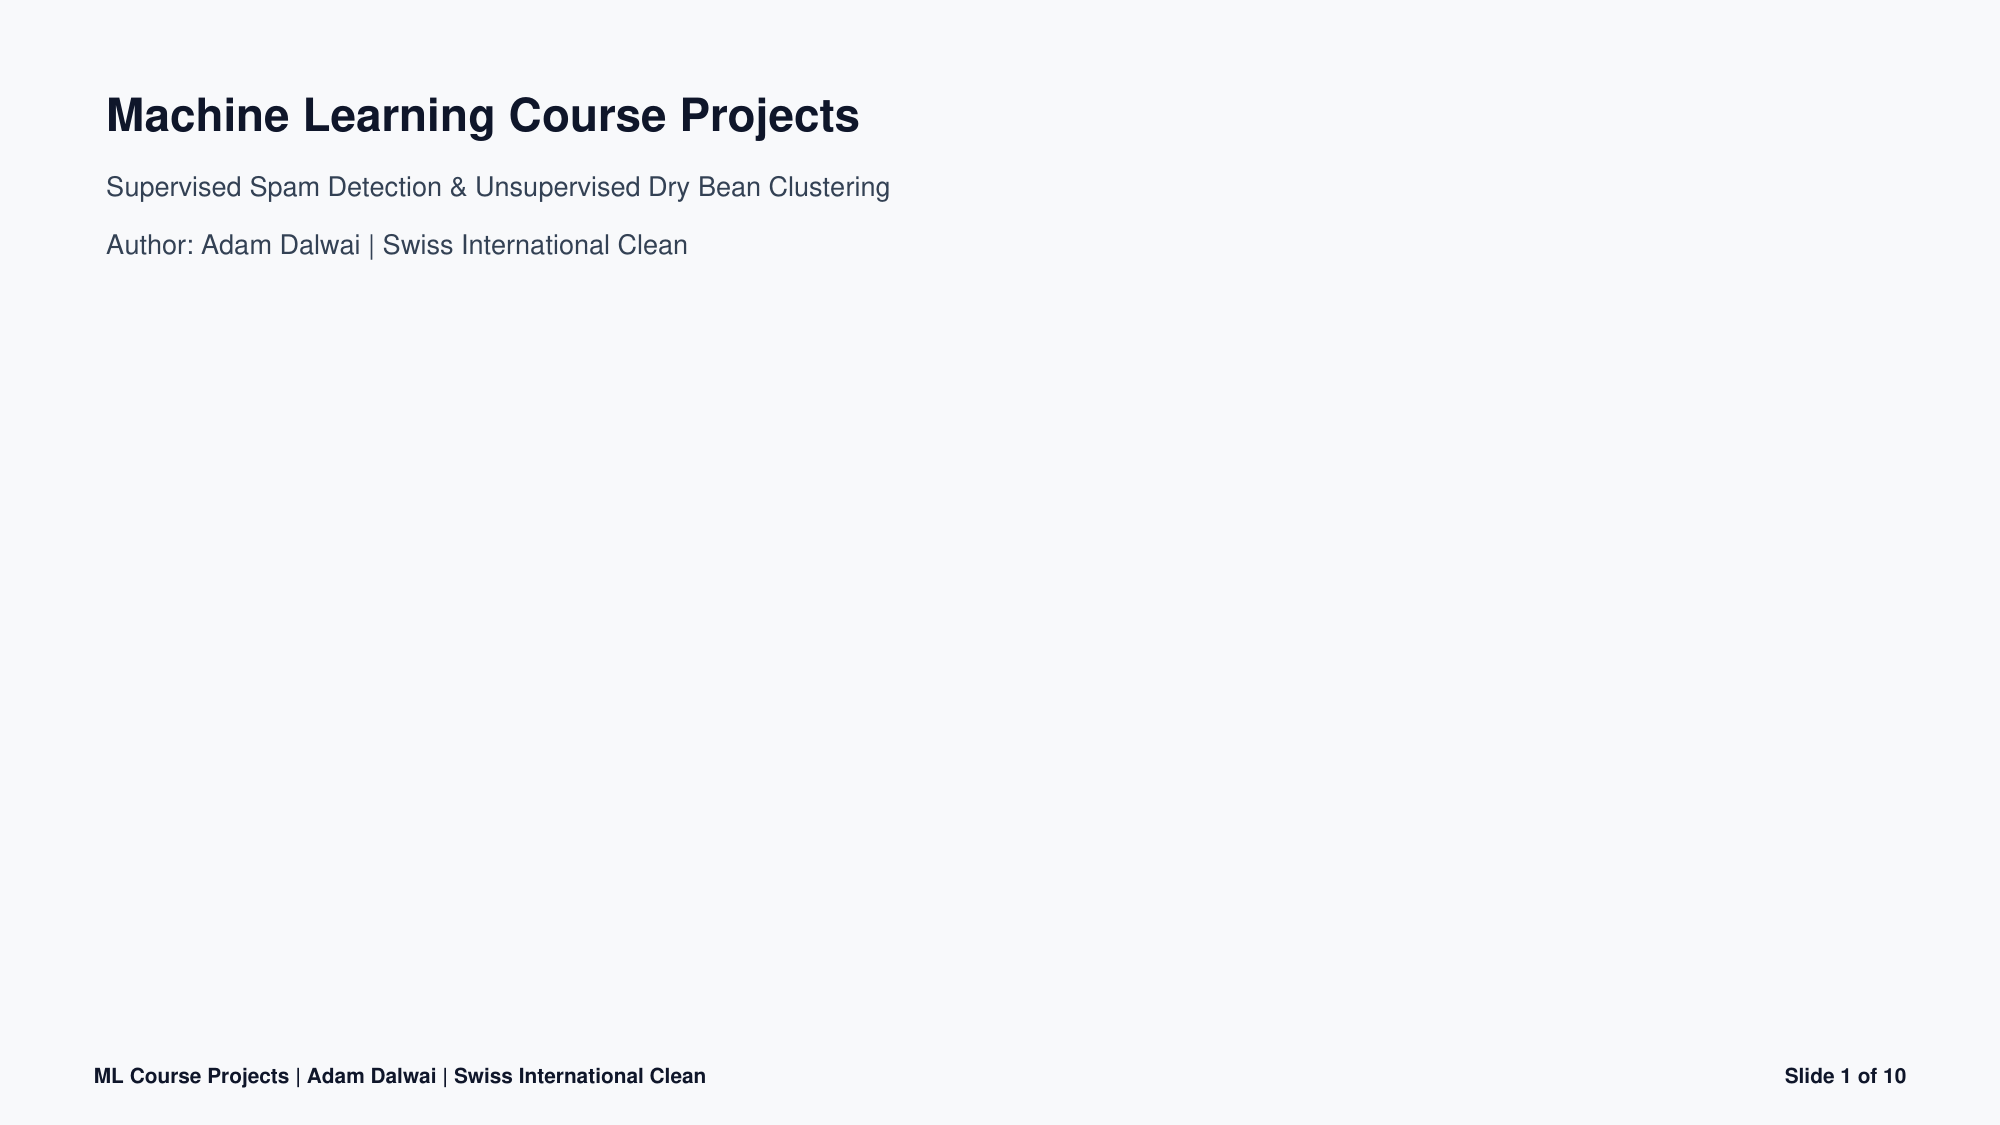 Machine Learning Course Projects
Supervised Spam Detection & Unsupervised Dry Bean Clustering
Author: Adam Dalwai | Swiss International Clean
ML Course Projects | Adam Dalwai | Swiss International Clean
Slide 1 of 10